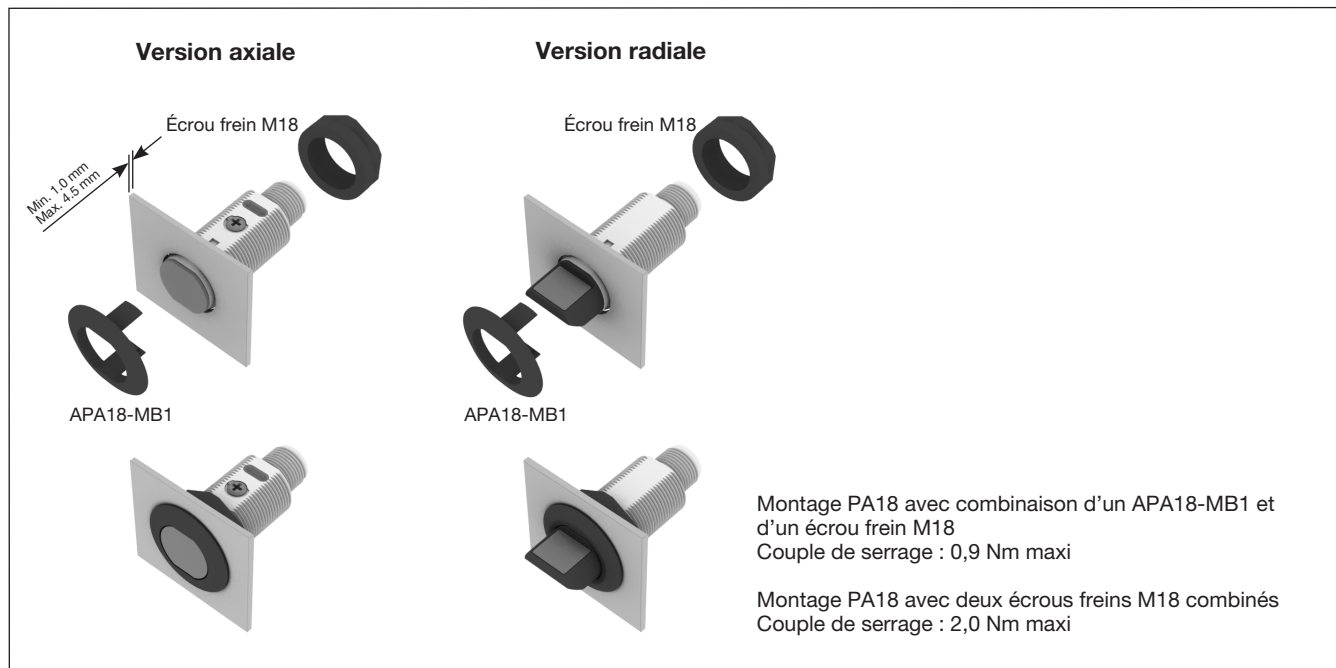 Version axiale
Version radiale
Écrou frein M18
Écrou frein M18
Min. 1.0 mm
Max. 4.5 mm
APA18-MB1
APA18-MB1
Montage PA18 avec combinaison d’un APA18-MB1 et
d’un écrou frein M18
Couple de serrage : 0,9 Nm maxi
Montage PA18 avec deux écrous freins M18 combinés
Couple de serrage : 2,0 Nm maxi